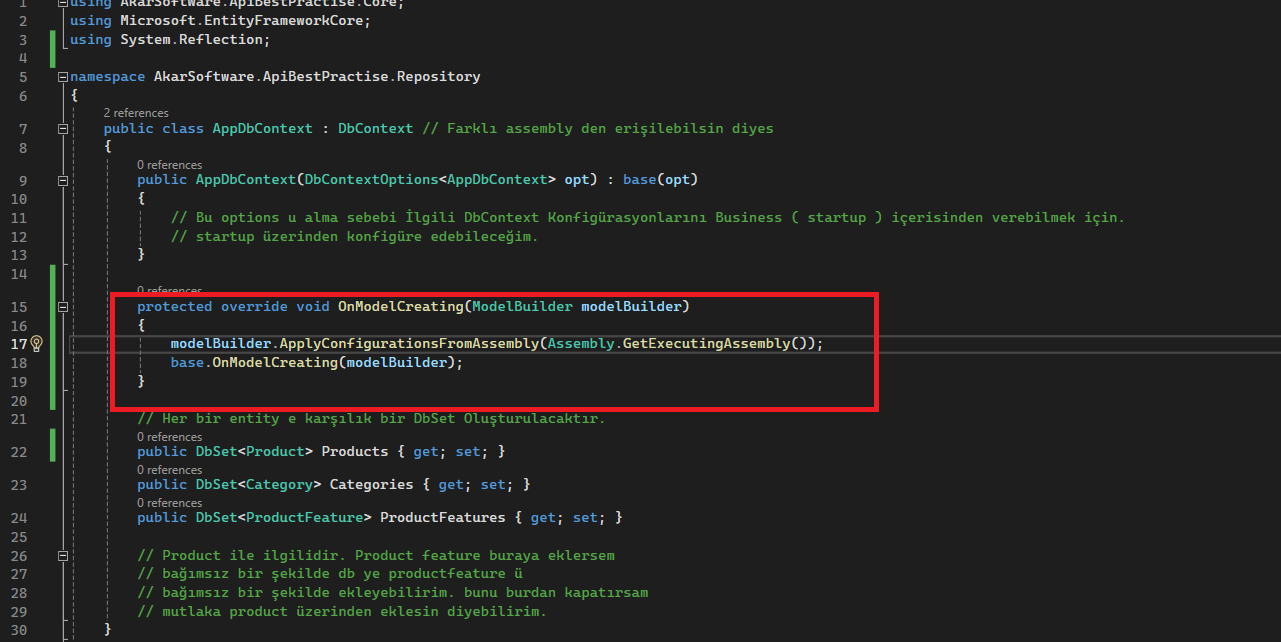 1 using AkarSoftware.ApiBestPractise.Core;
2 using Microsoft.EntityFrameworkCore;
3 using System.Reflection;
4
5 namespace AkarSoftware.ApiBestPractise.Repository
6 {
2 references
7 public class AppDbContext : DbContext // Farklı assembly den erişilebilsin diyes
8 {
0 references
9 public AppDbContext(DbContextOptions<AppDbContext> opt) : base(opt)
10 {
11 // Bu options u alma sebebi İlgili DbContext Konfigürasyonlarını Business ( startup ) içerisinden verebilmek için.
12 // startup üzerinden konfigüre edebileceğim.
13 }
14
0 references
15 protected override void OnModelCreating(ModelBuilder modelBuilder)
16 {
17 modelBuilder.ApplyConfigurationsFromAssembly(Assembly.GetExecutingAssembly());
18 base.OnModelCreating(modelBuilder);
19 }
20
21 // Her bir entity e karşılık bir DbSet Oluşturulacaktır.
0 references
22 public DbSet<Product> Products { get; set; }
0 references
23 public DbSet<Category> Categories { get; set; }
0 references
24 public DbSet<ProductFeature> ProductFeatures { get; set; }
25
26 // Product ile ilgilidir. Product feature buraya eklersem
27 // bağımsız bir şekilde db ye productfeature ü
28 // bağımsız bir şekilde ekleyebilirim. bunu burdan kapatırsam
29 // mutlaka product üzerinden eklesin diyebilirim.
30 }